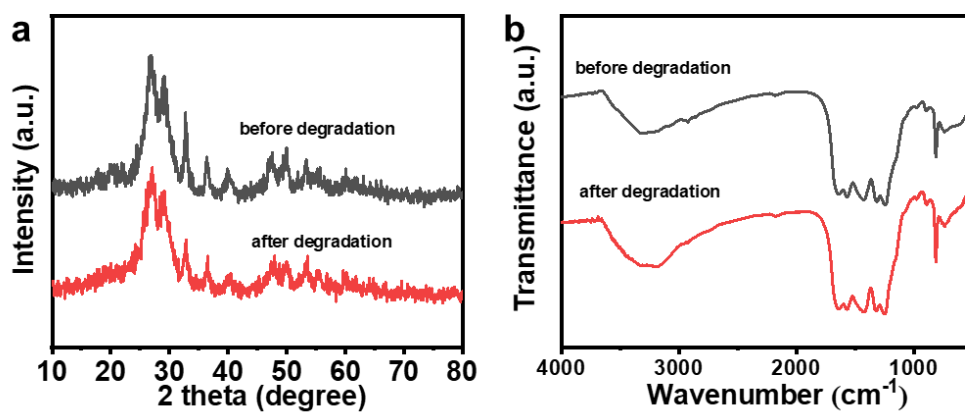 a
Intensity (a.u.)
before degradation
after degradation
10 20 30 40 50 60 70 80
2 theta (degree)
b
Transmittance (a.u.)
before degradation
after degradation
4000 3000 2000 1000
Wavenumber (cm⁻¹)